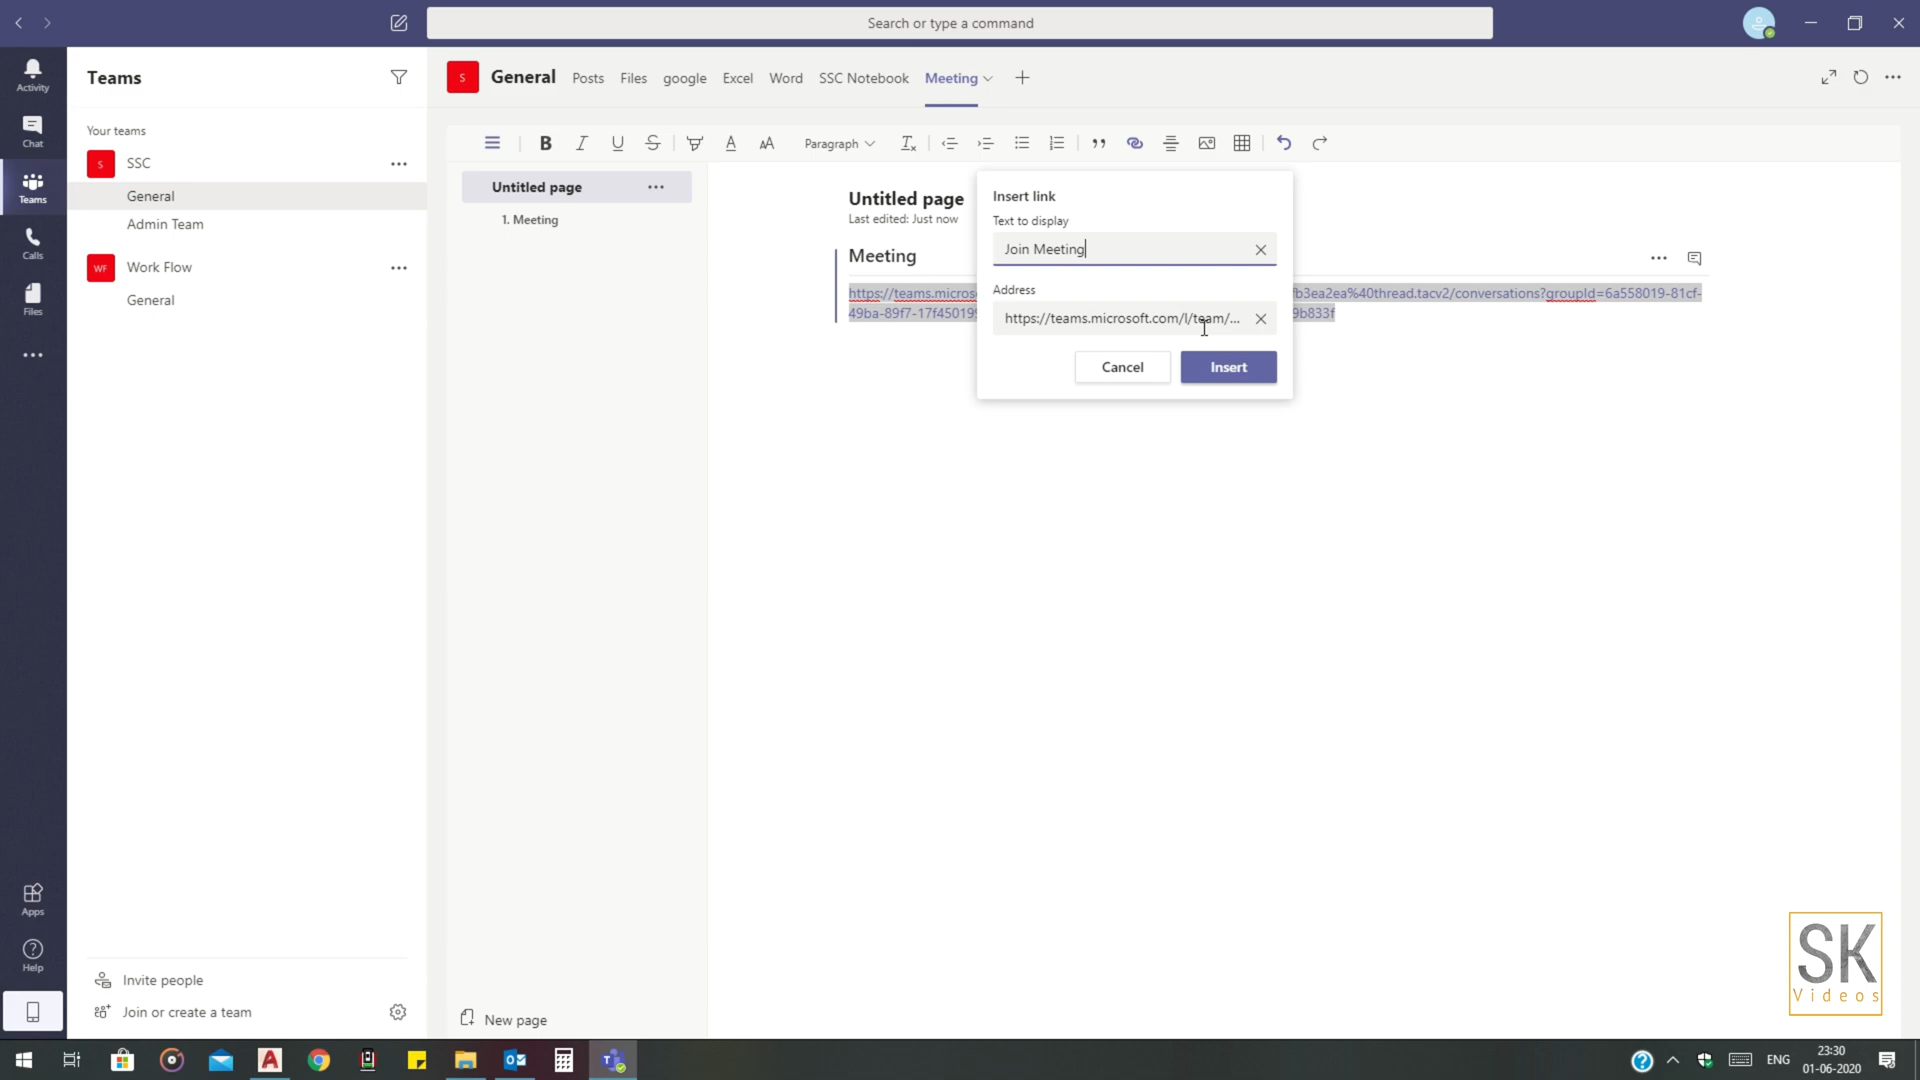 Search or type a command
Activity
Chat
Teams
Calls
Files
Apps
Help
Teams
Your teams
S
SSC
General
Admin Team
WF
Work Flow
General
Invite people
Join or create a team
S
General
Posts
Files
google
Excel
Word
SSC Notebook
Meeting
Paragraph
Untitled page
1. Meeting
New page
Untitled page
Last edited: Just now
Meeting
https://teams.micros
fb3ea2ea%40thread.tacv2/conversations?groupId=6a558019-81cf-
49ba-89f7-17f450199
9b833f
Insert link
Text to display
Join Meeting
Address
https://teams.microsoft.com/l/team/...
Cancel
Insert
SK
Videos
ENG
23:30
01-06-2020